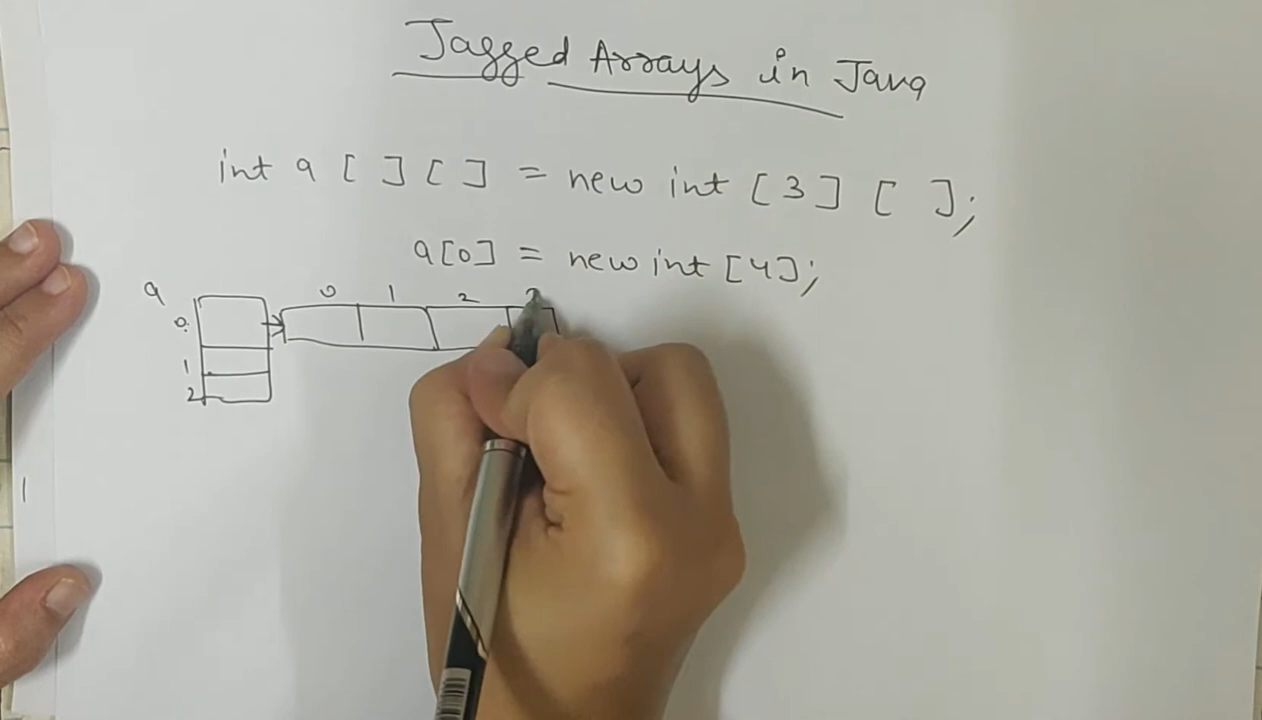 Jagged Arrays in Java
int a [ ] [ ] = new int [3] [ ];
a[0] = new int [4];
a
0 1 2
0
1
2